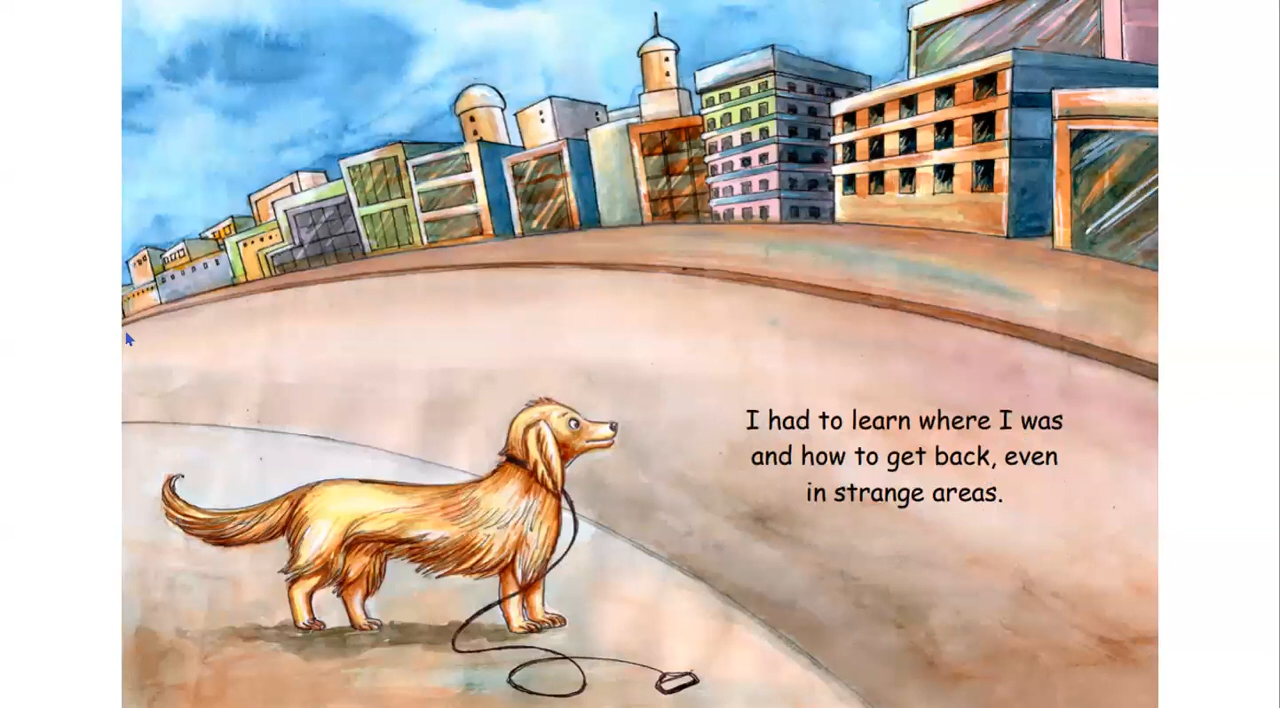 I had to learn where I was
and how to get back, even
in strange areas.